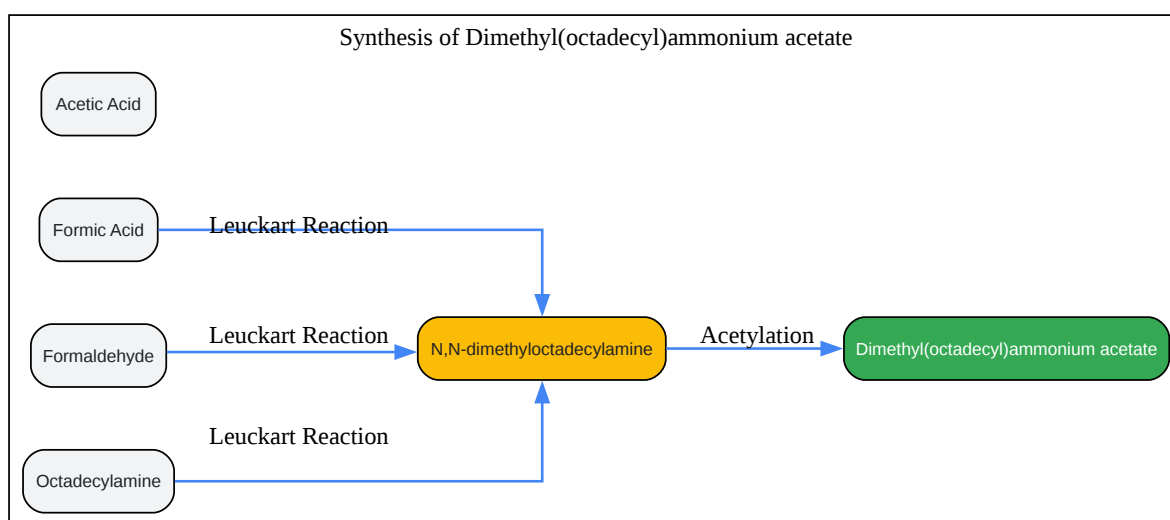 Synthesis of Dimethyl(octadecyl)ammonium acetate
Acetic Acid
Formic Acid
Leuckart Reaction
Formaldehyde
Leuckart Reaction
N,N-dimethyloctadecylamine
Acetylation
Dimethyl(octadecyl)ammonium acetate
Leuckart Reaction
Octadecylamine